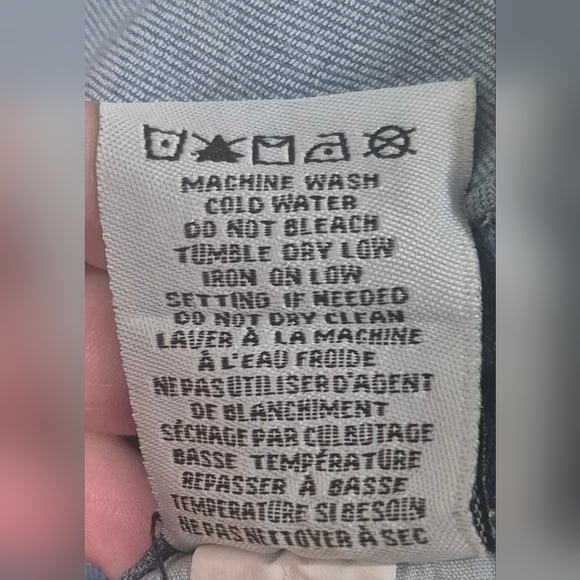 MACHINE WASH
COLD WATER
DO NOT BLEACH
TUMBLE DRY LOW
IRON ON LOW
SETTING IF NEEDED
DO NOT DRY CLEAN
LAVER À LA MACHINE
À L'EAU FROIDE
NE PAS UTILISER D'AGENT
DE BLANCHIMENT
SÉCHAGE PAR CULBOTAGE
BASSE TEMPÉRATURE
REPASSER À BASSE
TEMPÉRATURE SI BESOIN
NE PAS NETTOYER À SEC